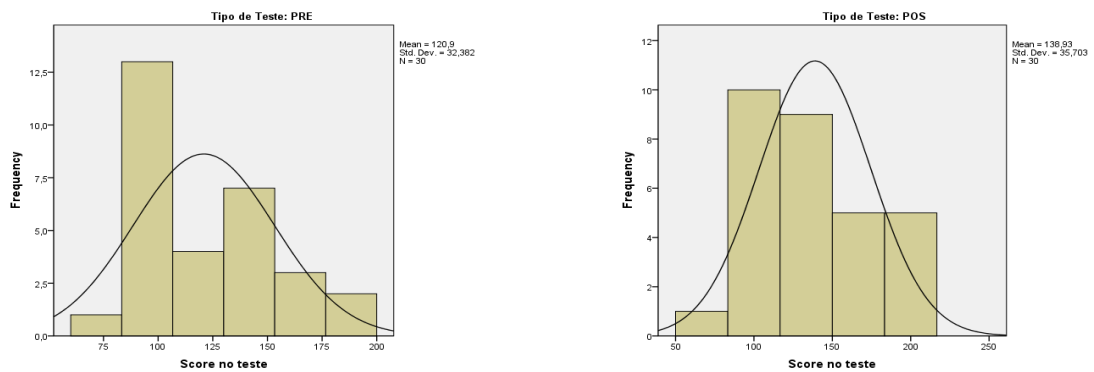 Tipo de Teste: PRE
Mean = 120,9
Std. Dev. = 32,382
N = 30
12,5
10,0
7,5
5,0
2,5
0,0
Frequency
75 100 125 150 175 200
Score no teste
Tipo de Teste: POS
Mean = 138,93
Std. Dev. = 35,703
N = 30
12
10
8
6
4
2
0
Frequency
50 100 150 200 250
Score no teste